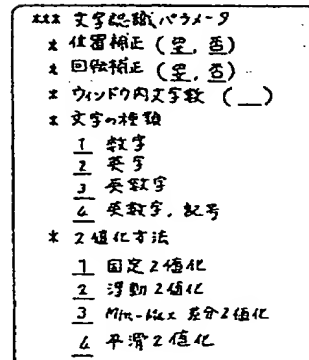 *** 文字認識パラメータ
* 位置補正 (要, 否)
* 回転補正 (要, 否)
* ウィンドウ内文字数 (__)
* 文字の種類
1 数字
2 英字
3 英数字
4 英数字, 記号
* 2値化方法
1 固定2値化
2 浮動2値化
3 Min-Max 差分2値化
4 平滑2値化